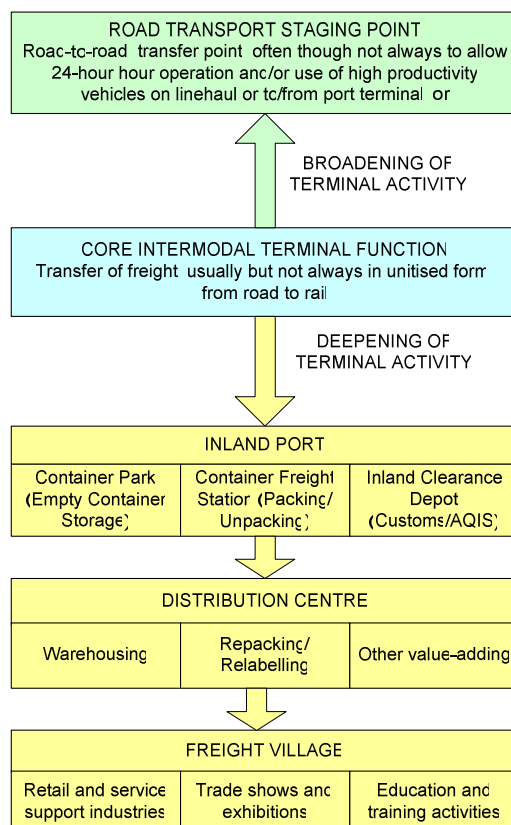 ROAD TRANSPORT STAGING POINT
Road-to-road transfer point often though not always to allow
24-hour hour operation and/or use of high productivity
vehicles on linehaul or to/from port terminal or
BROADENING OF
TERMINAL ACTIVITY
CORE INTERMODAL TERMINAL FUNCTION
Transfer of freight usually but not always in unitised form
from road to rail
DEEPENING OF
TERMINAL ACTIVITY
INLAND PORT
Container Park
(Empty Container
Storage)
Container Freight
Station (Packing/
Unpacking)
Inland Clearance
Depot
(Customs/AQIS)
DISTRIBUTION CENTRE
Warehousing
Repacking/
Relabelling
Other value-adding
FREIGHT VILLAGE
Retail and service
support industries
Trade shows and
exhibitions
Education and
training activities